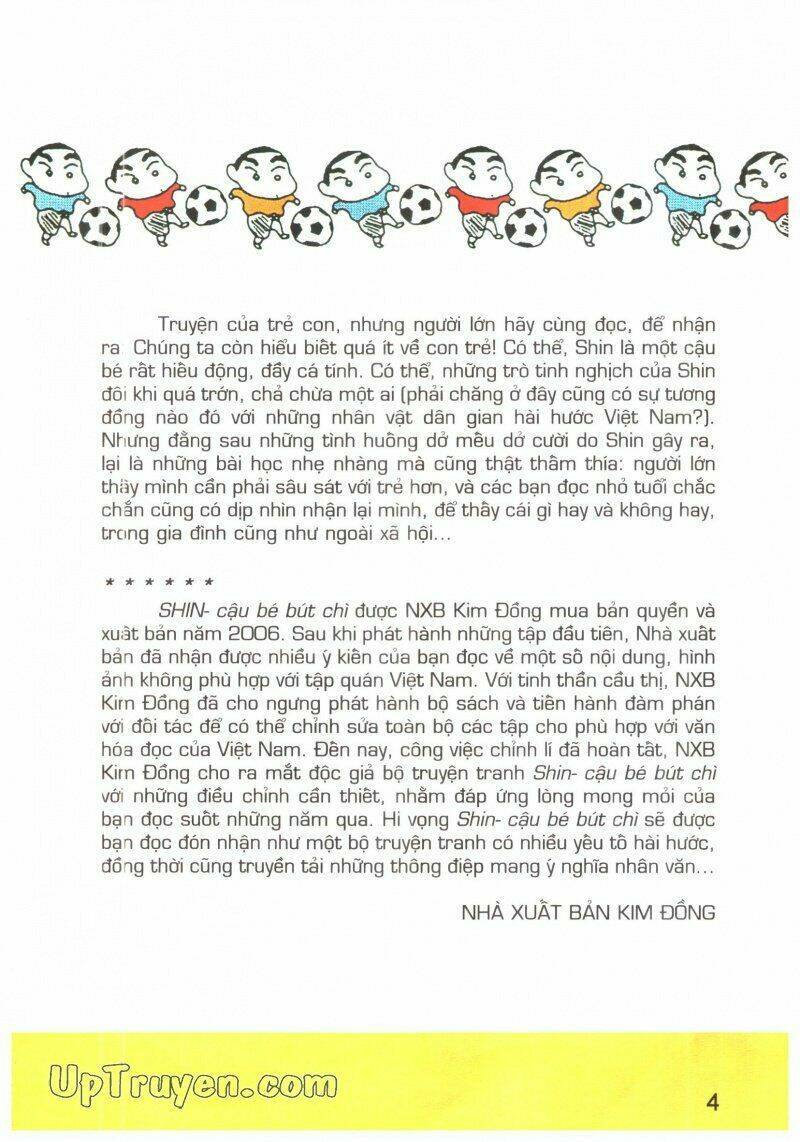 Truyện của trẻ con, nhưng người lớn hãy cùng đọc, để nhận
ra. Chúng ta còn hiểu biết quá ít về con trẻ! Có thể, Shin là một cậu
bé rất hiều động, đầy cá tính. Có thể, những trò tinh nghịch của Shin
đôi khi quá trớn, chả chừa một ai (phải chăng ở đây cũng có sự tương
đồng nào đó với những nhân vật dân gian hài hước Việt Nam?).
Nhưng đằng sau những tình huống dở mếu dở cười do Shin gây ra,
lại là những bài học nhẹ nhàng mà cũng thật thấm thía: người lớn
thấy mình cần phải sâu sát với trẻ hơn, và các bạn đọc nhỏ tuổi chắc
chắn cũng có dịp nhìn nhận lại mình, để thấy cái gì hay và không hay,
trong gia đình cũng như ngoài xã hội...
* * * * * *
SHIN- cậu bé bút chì được NXB Kim Đồng mua bản quyền và
xuất bản năm 2006. Sau khi phát hành những tập đầu tiên, Nhà xuất
bản đã nhận được nhiều ý kiến của bạn đọc về một số nội dung, hình
ảnh không phù hợp với tập quán Việt Nam. Với tinh thần cầu thị, NXB
Kim Đồng đã cho ngưng phát hành bộ sách và tiến hành đàm phán
với đối tác để có thể chỉnh sửa toàn bộ các tập cho phù hợp với văn
hóa đọc của Việt Nam. Đến nay, công việc chỉnh lí đã hoàn tất, NXB
Kim Đồng cho ra mắt độc giả bộ truyện tranh Shin- cậu bé bút chì
với những điều chỉnh cần thiết, nhằm đáp ứng lòng mong mỏi của
bạn đọc suốt những năm qua. Hi vọng Shin- cậu bé bút chì sẽ được
bạn đọc đón nhận như một bộ truyện tranh có nhiều yếu tố hài hước,
đồng thời cũng truyền tải những thông điệp mang ý nghĩa nhân văn...
NHÀ XUẤT BẢN KIM ĐỒNG
UpTruyen.com
4